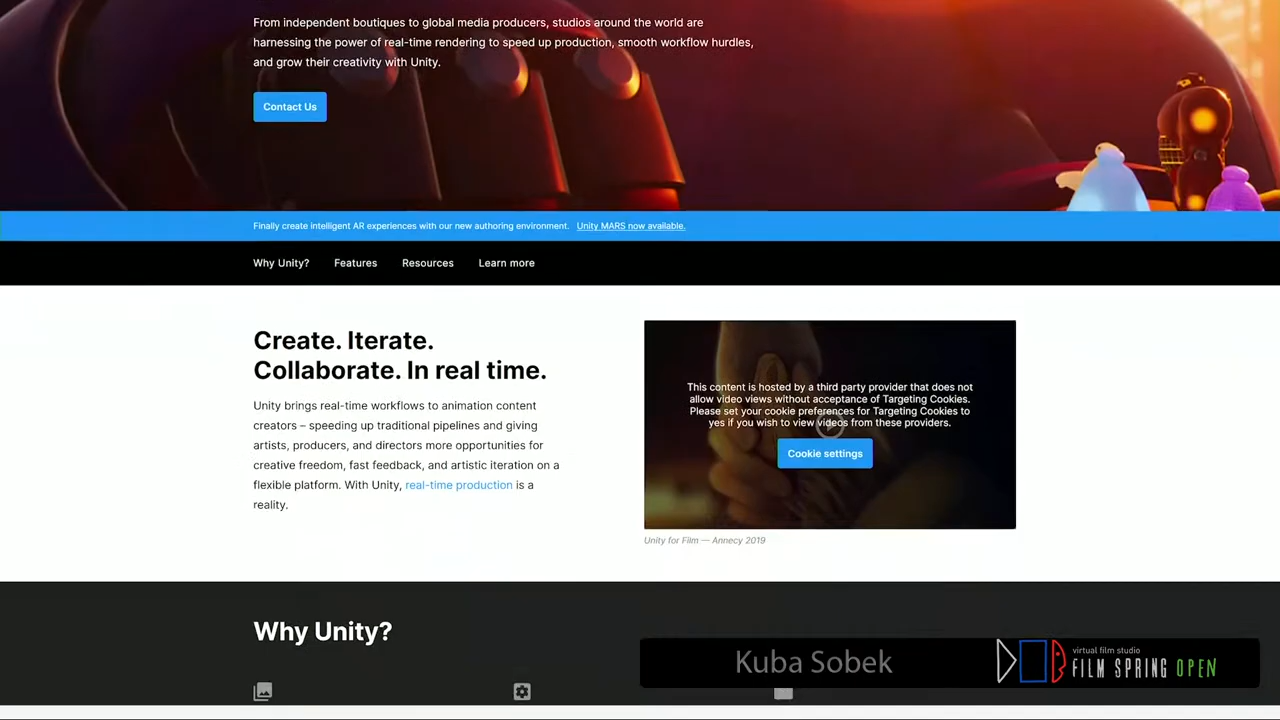 From independent boutiques to global media producers, studios around the world are
harnessing the power of real-time rendering to speed up production, smooth workflow hurdles,
and grow their creativity with Unity.
Contact Us
Finally create intelligent AR experiences with our new authoring environment. Unity MARS now available.
Why Unity? Features Resources Learn more
Create. Iterate.
Collaborate. In real time.
Unity brings real-time workflows to animation content
creators – speeding up traditional pipelines and giving
artists, producers, and directors more opportunities for
creative freedom, fast feedback, and artistic iteration on a
flexible platform. With Unity, real-time production is a
reality.
This content is hosted by a third party provider that does not
allow video views without acceptance of Targeting Cookies.
Please set your cookie preferences for Targeting Cookies to
yes if you wish to view videos from these providers.
Cookie settings
Unity for Film — Annecy 2019
Why Unity?
Kuba Sobek
virtual film studio
FILM SPRING OPEN